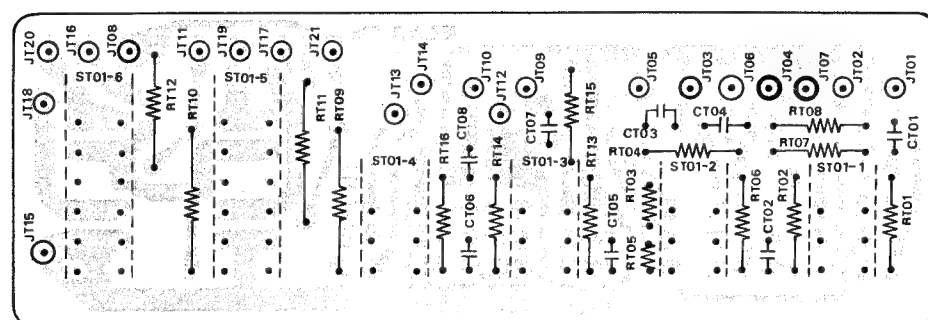 JT20
JT16
JT08
JT11
JT19
JT17
JT21
JT18
ST01-6
RT12
RT10
ST01-5
RT11
RT09
JT13
JT14
JT10
JT12
JT09
RT15
JT05
JT03
JT06
JT04
JT07
JT02
JT01
CT08
CT07
CT03
CT04
RT08
CT01
ST01-4
RT16
RT14
ST01-3
RT13
RT04
ST01-2
RT07
ST01-1
JT15
CT06
CT05
RT03
RT05
RT06
CT02
RT02
RT01